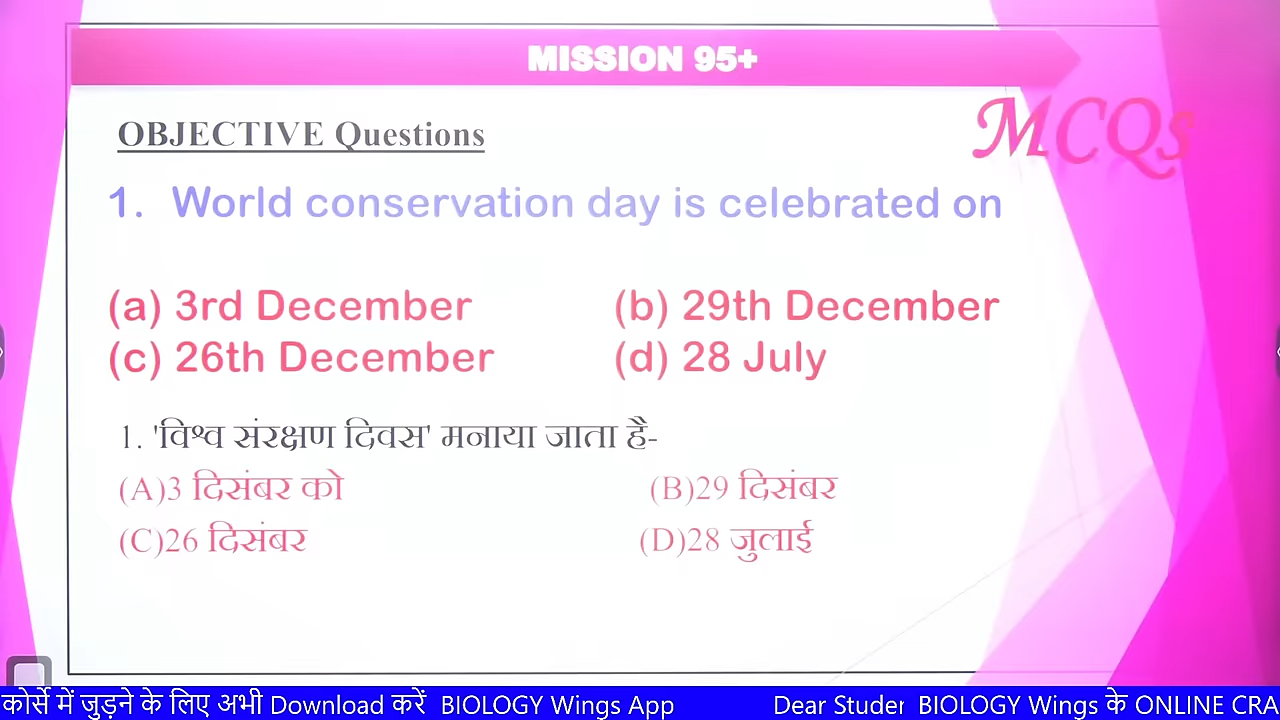 MISSION 95+
MCQs
OBJECTIVE Questions
1. World conservation day is celebrated on
(a) 3rd December (b) 29th December
(c) 26th December (d) 28 July
1. 'विश्व संरक्षण दिवस' मनाया जाता है-
(A)3 दिसंबर को (B)29 दिसंबर
(C)26 दिसंबर (D)28 जुलाई
कोर्से में जुड़ने के लिए अभी Download करें BIOLOGY Wings App Dear Studer BIOLOGY Wings के ONLINE CRA